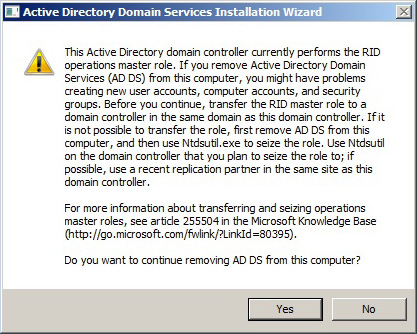 Active Directory Domain Services Installation Wizard
This Active Directory domain controller currently performs the RID
operations master role. If you remove Active Directory Domain
Services (AD DS) from this computer, you might have problems
creating new user accounts, computer accounts, and security
groups. Before you continue, transfer the RID master role to a
domain controller in the same domain as this domain controller. If it
is not possible to transfer the role, first remove AD DS from this
computer, and then use Ntdsutil.exe to seize the role. Use Ntdsutil
on the domain controller that you plan to seize the role to; if
possible, use a recent replication partner in the same site as this
domain controller.
For more information about transferring and seizing operations
master roles, see article 255504 in the Microsoft Knowledge Base
(http://go.microsoft.com/fwlink/?LinkId=80395).
Do you want to continue removing AD DS from this computer?
Yes
No